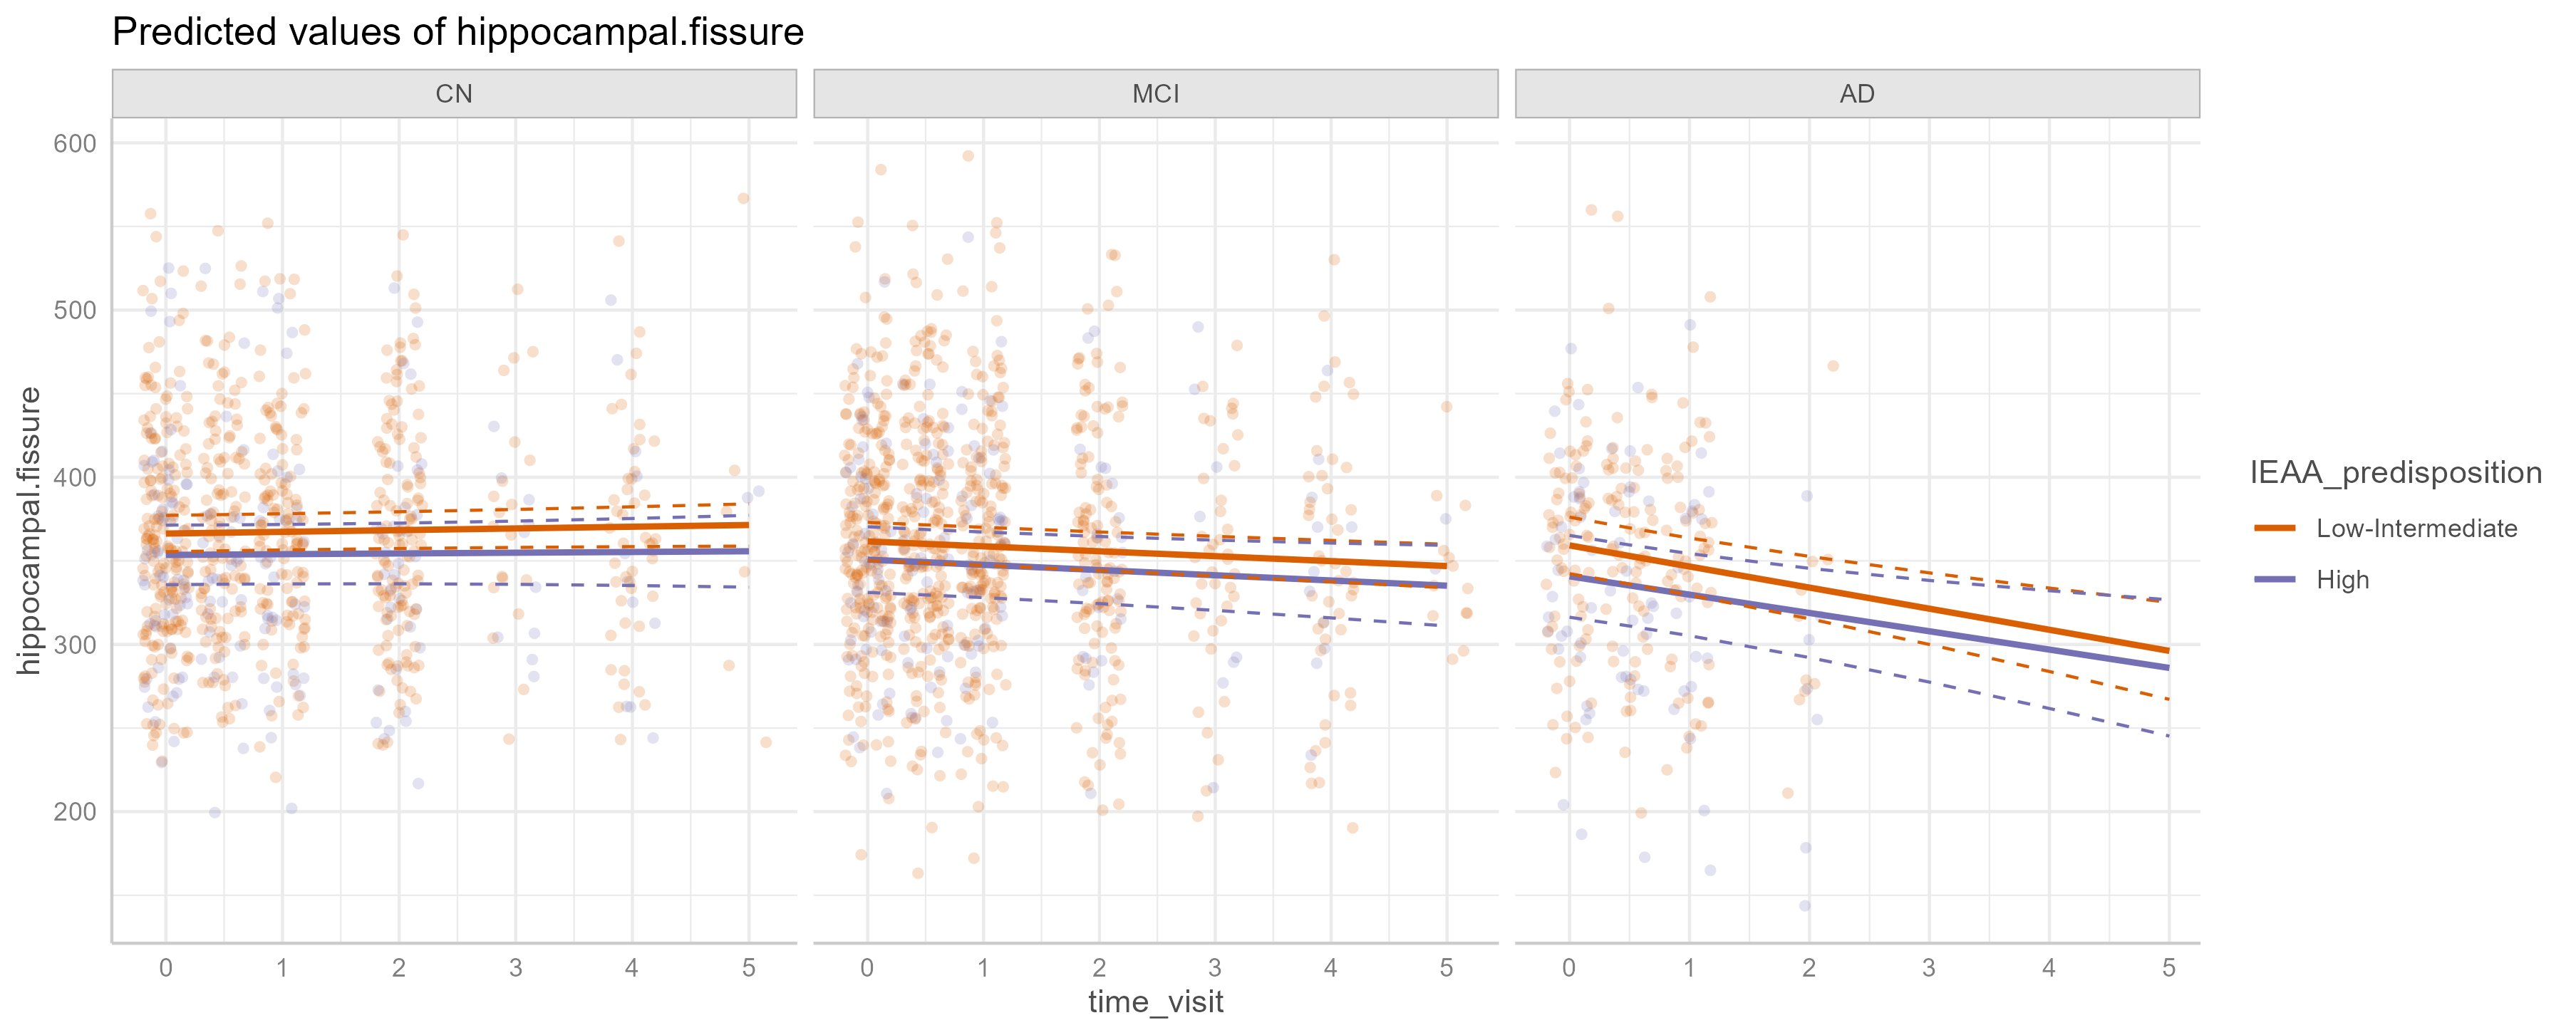 Predicted values of hippocampal.fissure
CN
MCI
AD
hippocampal.fissure
600
500
400
300
200
0 1 2 3 4 5
0 1 2 3 4 5
0 1 2 3 4 5
time_visit
IEAA_predisposition
Low-Intermediate
High